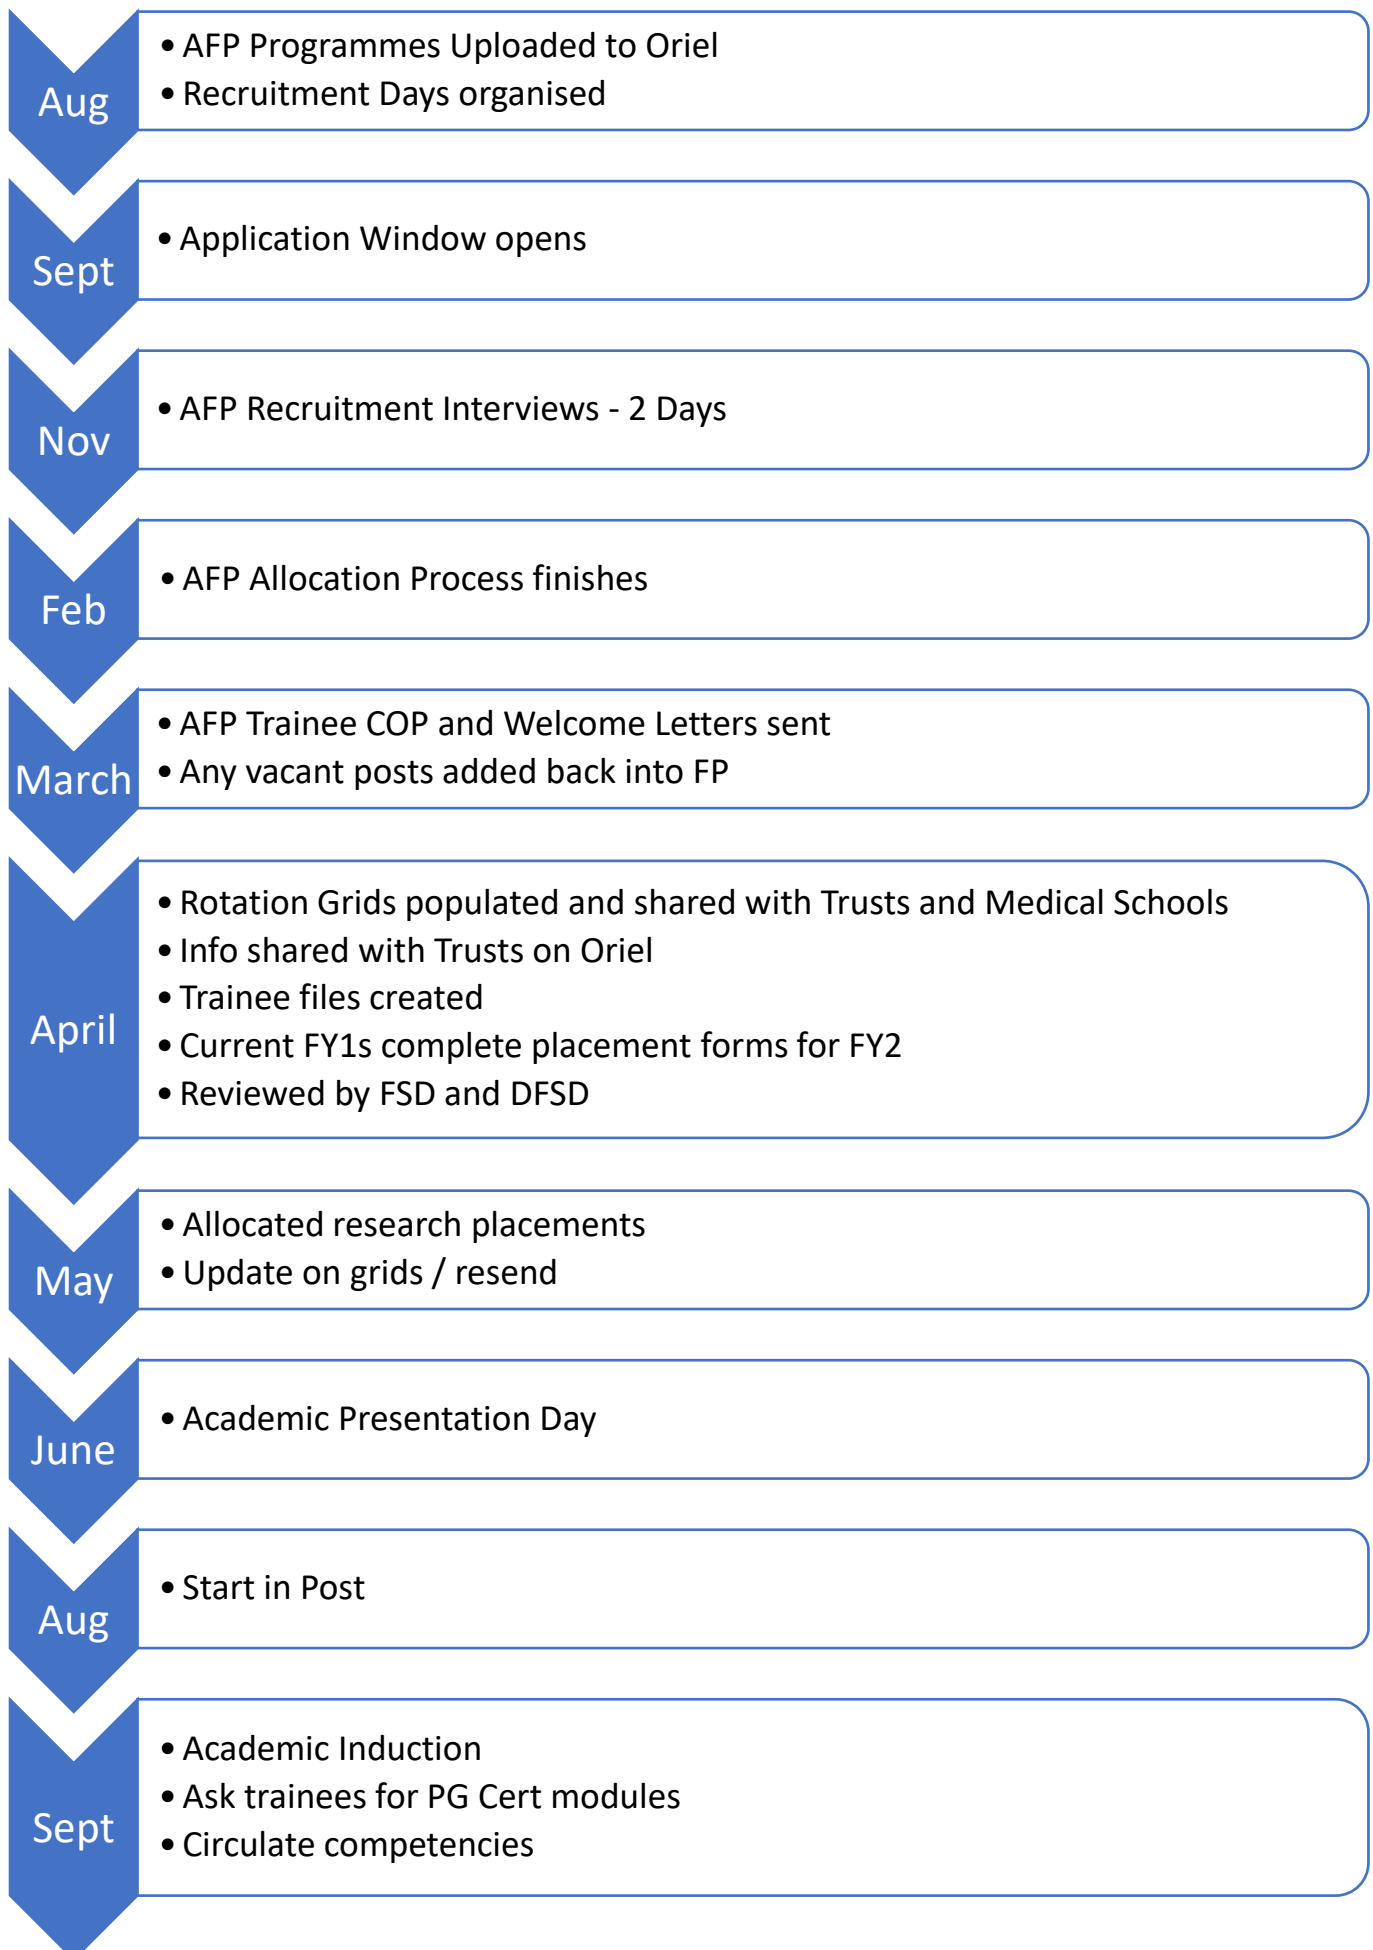 Aug
• AFP Programmes Uploaded to Oriel
• Recruitment Days organised
Sept
• Application Window opens
Nov
• AFP Recruitment Interviews - 2 Days
Feb
• AFP Allocation Process finishes
March
• AFP Trainee COP and Welcome Letters sent
• Any vacant posts added back into FP
April
• Rotation Grids populated and shared with Trusts and Medical Schools
• Info shared with Trusts on Oriel
• Trainee files created
• Current FY1s complete placement forms for FY2
• Reviewed by FSD and DFSD
May
• Allocated research placements
• Update on grids / resend
June
• Academic Presentation Day
Aug
• Start in Post
Sept
• Academic Induction
• Ask trainees for PG Cert modules
• Circulate competencies